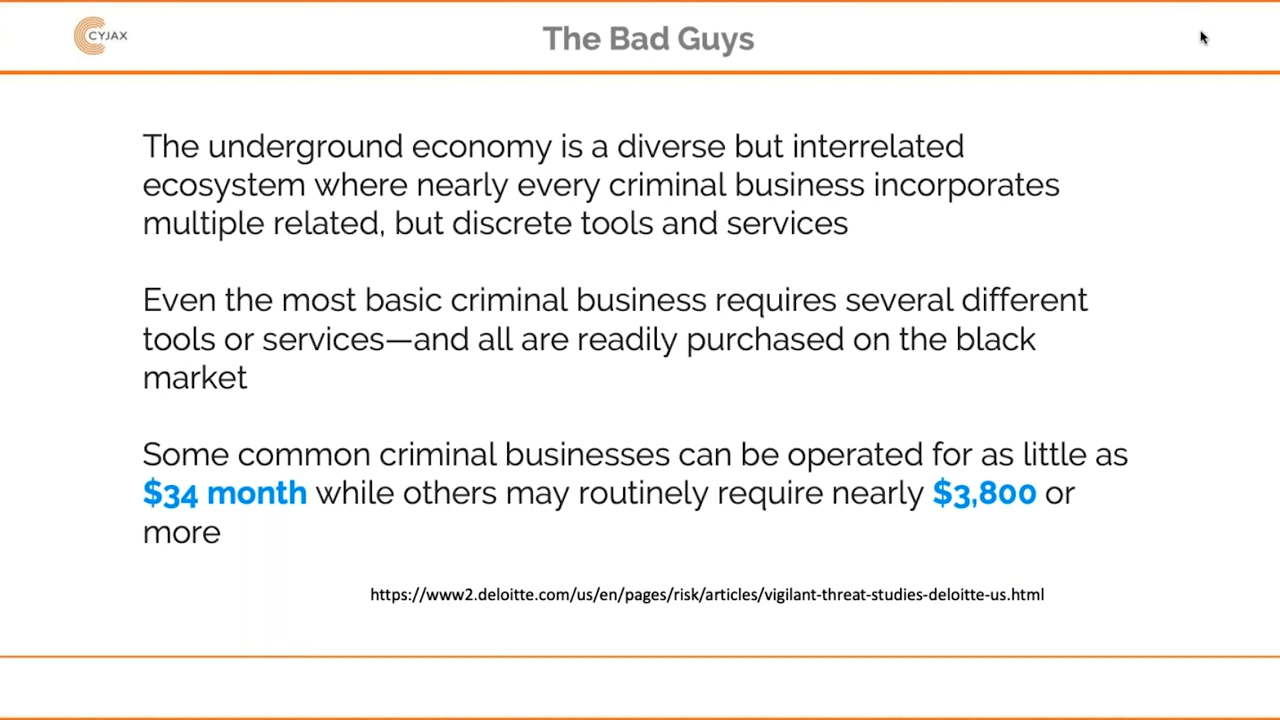 CYJAX
The Bad Guys
The underground economy is a diverse but interrelated
ecosystem where nearly every criminal business incorporates
multiple related, but discrete tools and services
Even the most basic criminal business requires several different
tools or services—and all are readily purchased on the black
market
Some common criminal businesses can be operated for as little as
$34 month while others may routinely require nearly $3,800 or
more
https://www2.deloitte.com/us/en/pages/risk/articles/vigilant-threat-studies-deloitte-us.html